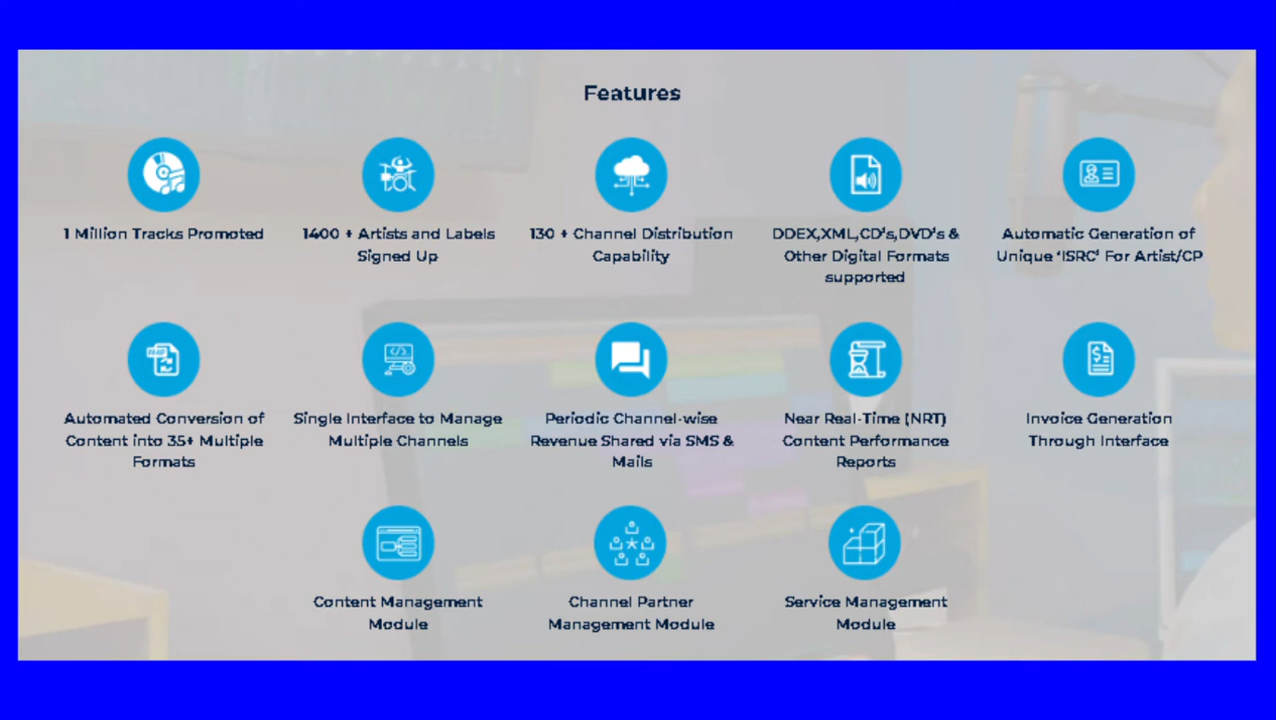 Features
1 Million Tracks Promoted
1400 + Artists and Labels
Signed Up
130 + Channel Distribution
Capability
DDEX,XML,CD's,DVD's &
Other Digital Formats
supported
Automatic Generation of
Unique 'ISRC' For Artist/CP
Automated Conversion of
Content into 35+ Multiple
Formats
Single Interface to Manage
Multiple Channels
Periodic Channel-wise
Revenue Shared via SMS &
Mails
Near Real-Time (NRT)
Content Performance
Reports
Invoice Generation
Through Interface
Content Management
Module
Channel Partner
Management Module
Service Management
Module